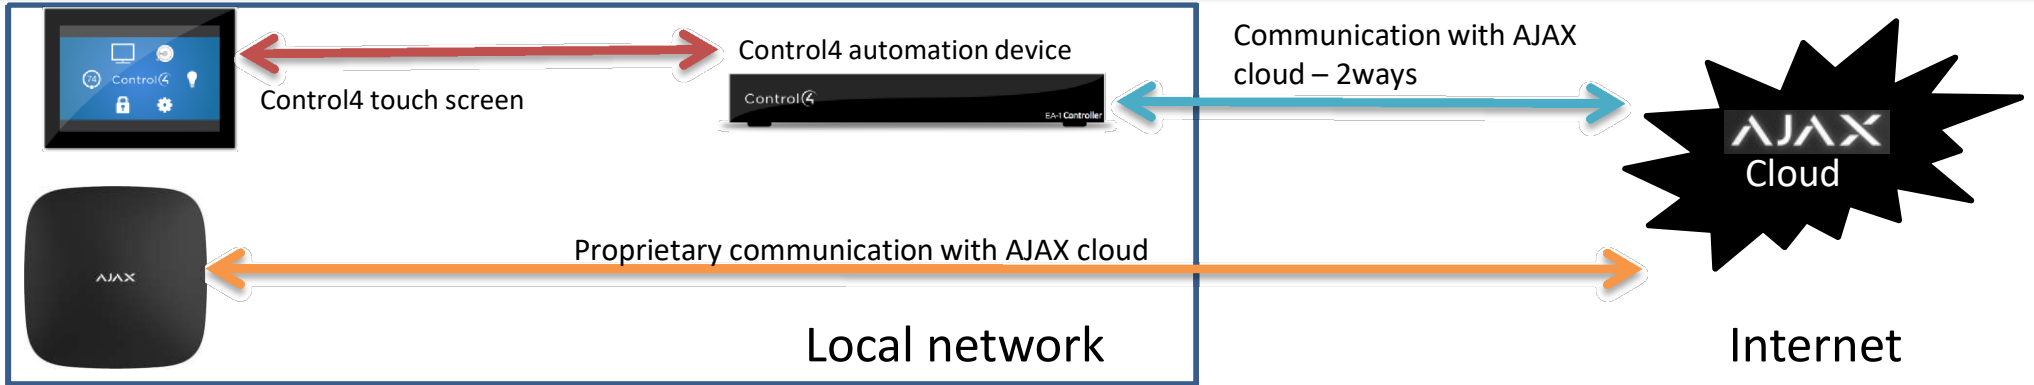 74
Control4
Control4 touch screen
Control4 automation device
Control4
EA-1 Controller
Communication with AJAX
cloud – 2ways
AJAX
Cloud
AJAX
Proprietary communication with AJAX cloud
Local network
Internet